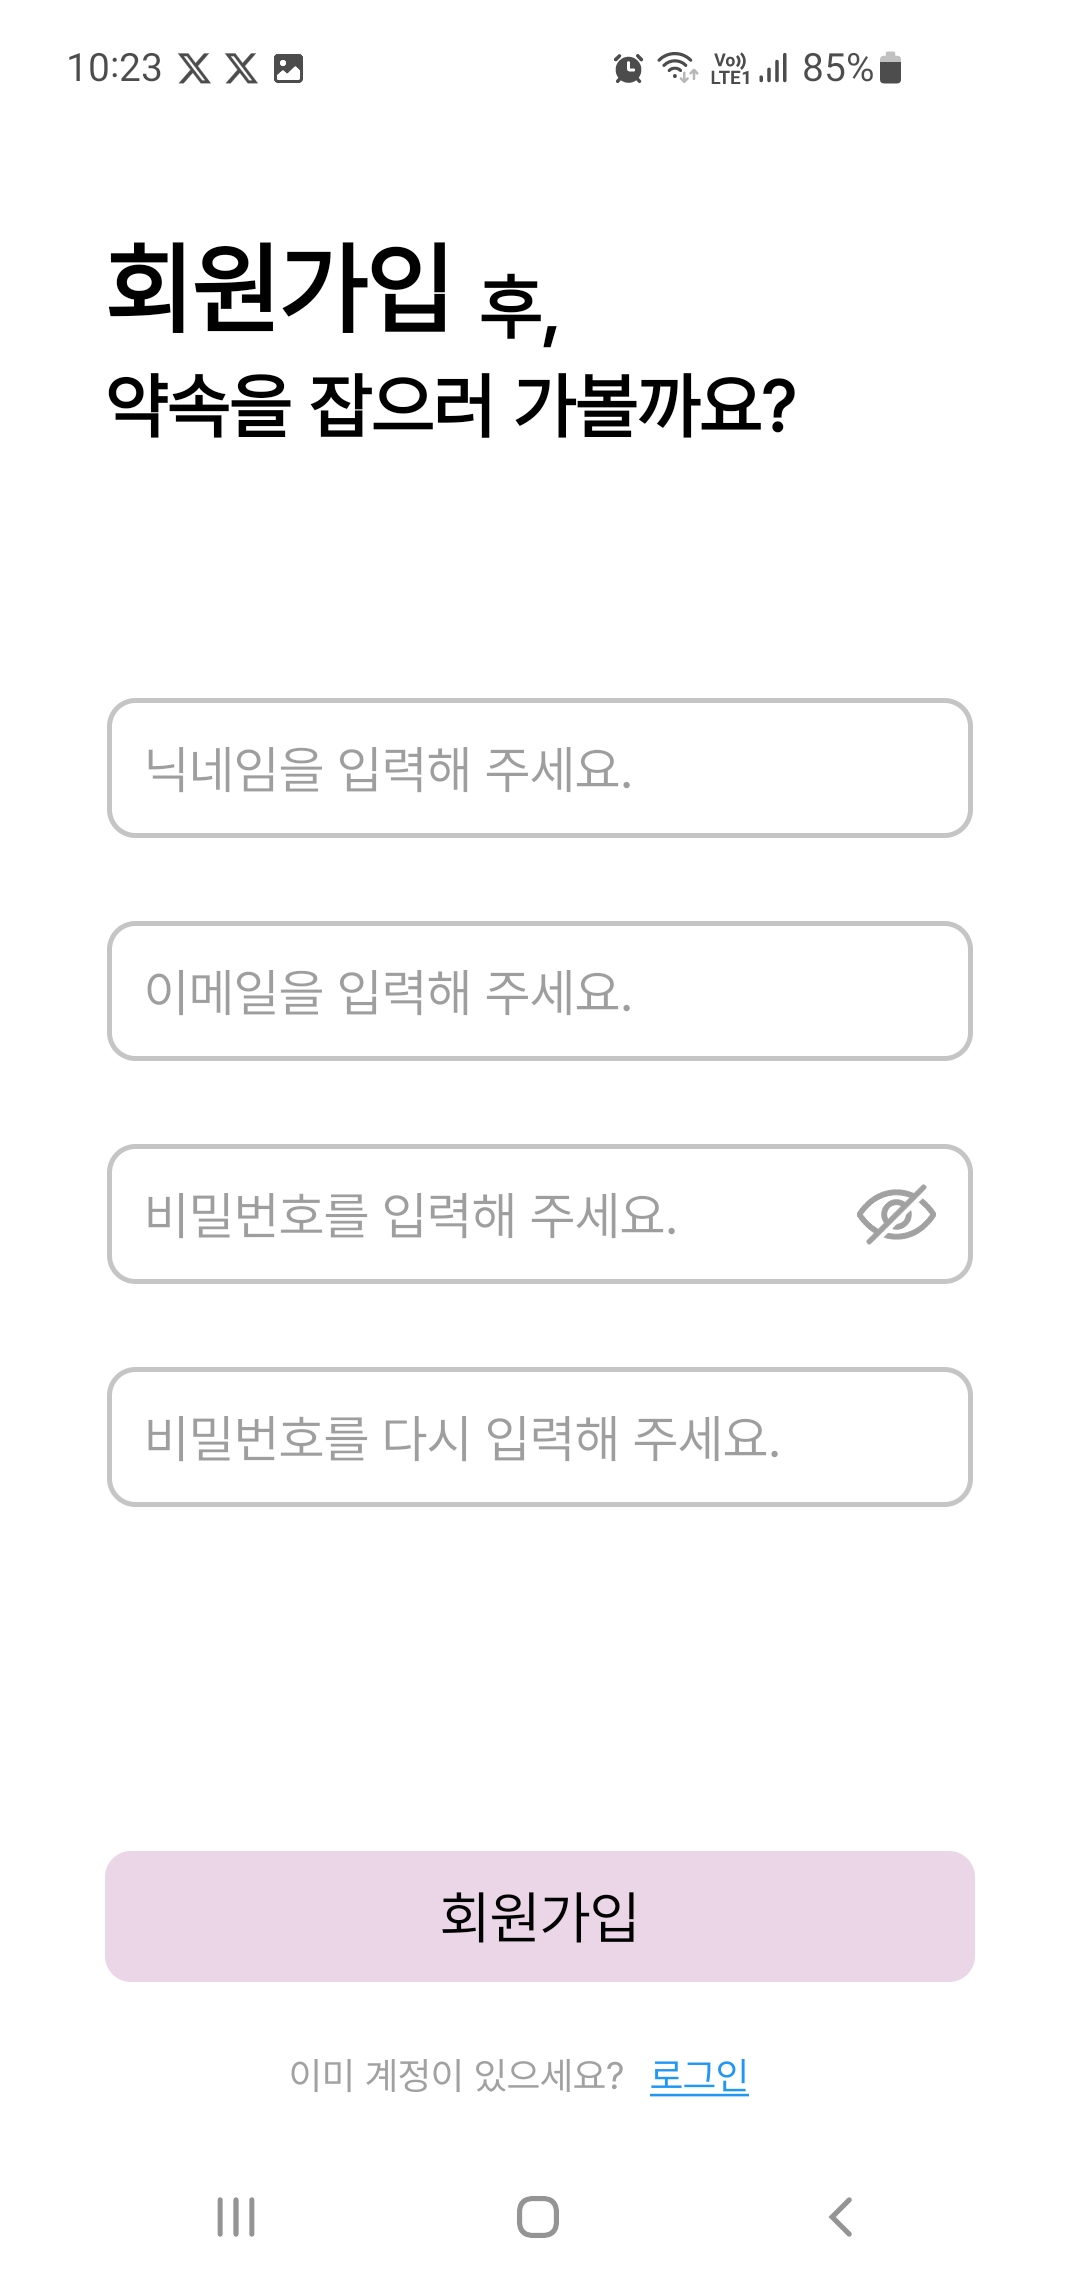 10:23
Vo)) LTE1 85%
회원가입 후,
약속을 잡으러 가볼까요?
닉네임을 입력해 주세요.
이메일을 입력해 주세요.
비밀번호를 입력해 주세요.
비밀번호를 다시 입력해 주세요.
회원가입
이미 계정이 있으세요? 로그인